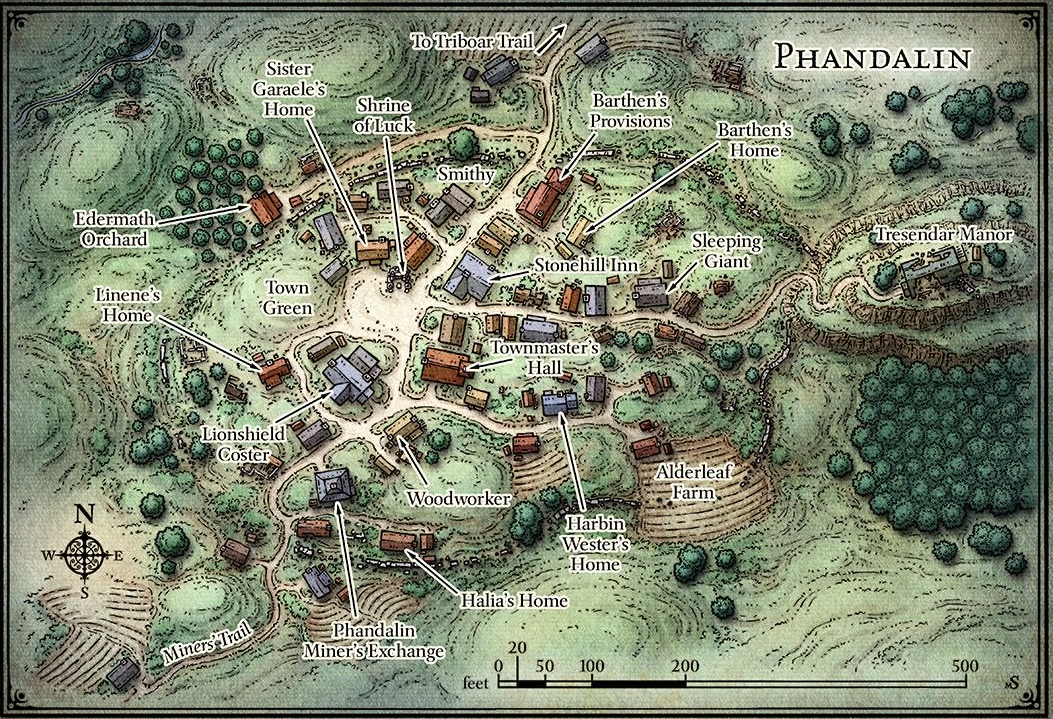 To Triboar Trail
PHANDALIN
Sister
Garaele's
Home
Shrine
of Luck
Barthen's
Provisions
Barthen's
Home
Smithy
Edermath
Orchard
Sleeping
Giant
Tresendar Manor
Stonehill Inn
Town
Green
Linene's
Home
Townmaster's
Hall
Lionshield
Coster
Woodworker
Alderleaf
Farm
Harbin
Wester's
Home
N
W
E
S
Halia's Home
Phandalin
Miner's Exchange
Miners' Trail
20
0
50
100
200
500
feet